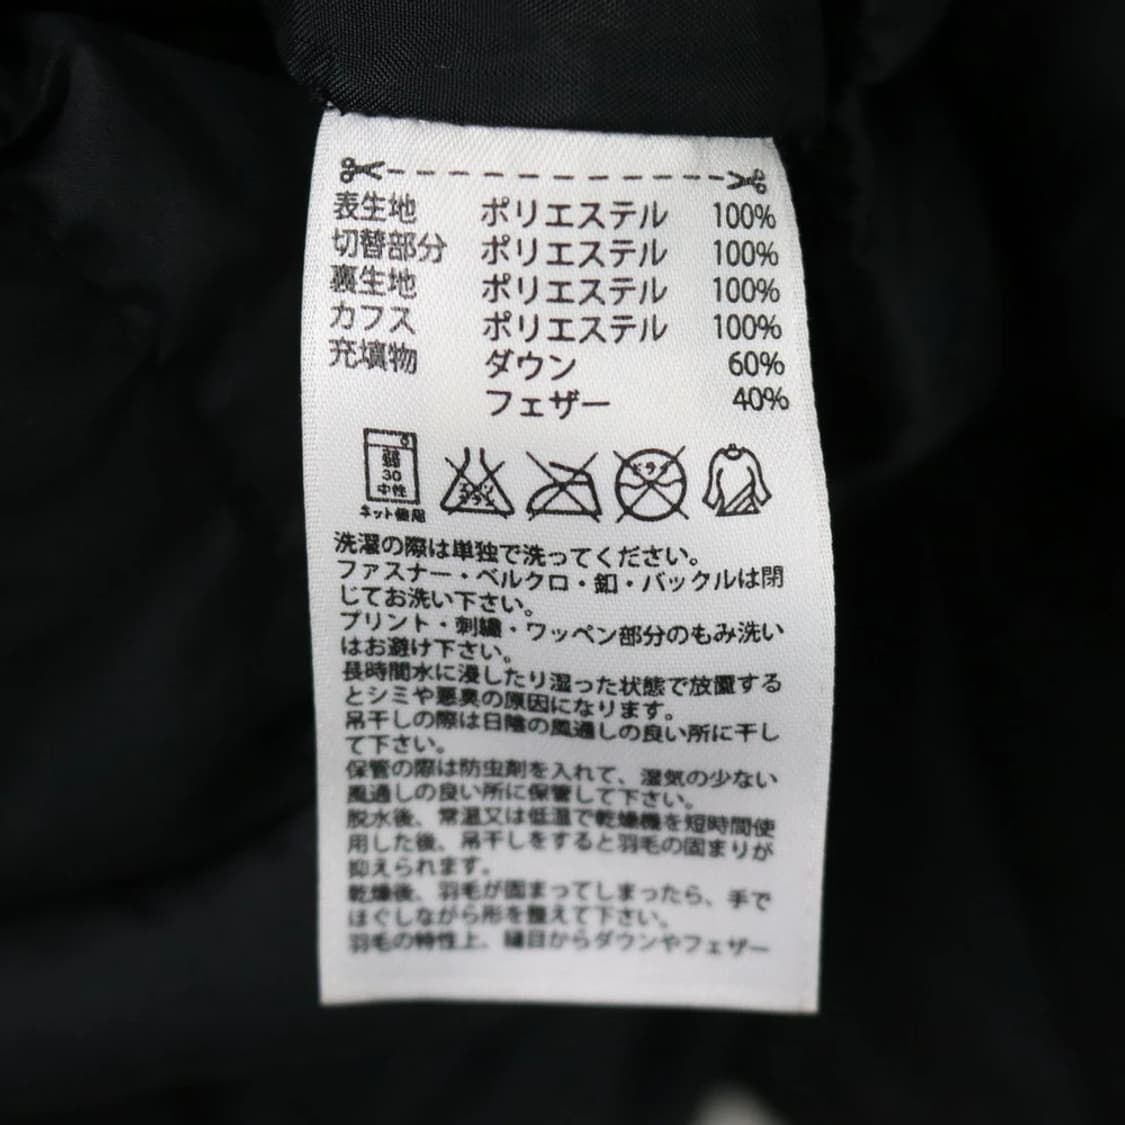 表生地 ポリエステル 100%
切替部分 ポリエステル 100%
裏生地 ポリエステル 100%
カフス ポリエステル 100%
充填物 ダウン 60%
フェザー 40%
弱
30
中性
ネット使用
エンソ
サラシ
ドライ
洗濯の際は単独で洗ってください。
ファスナー・ベルクロ・釦・バックルは閉
じてお洗い下さい。
プリント・刺繍・ワッペン部分のもみ洗い
はお避け下さい。
長時間水に浸したり湿った状態で放置する
とシミや悪臭の原因になります。
吊干しの際は日陰の風通しの良い所に干し
て下さい。
保管の際は防虫剤を入れて、湿気の少ない
風通しの良い所に保管して下さい。
脱水後、常温又は低温で乾燥機を短時間使
用した後、吊干しをすると羽毛の固まりが
抑えられます。
乾燥後、羽毛が固まってしまったら、手で
ほぐしながら形を整えて下さい。
羽毛の特性上、縫目からダウンやフェザー